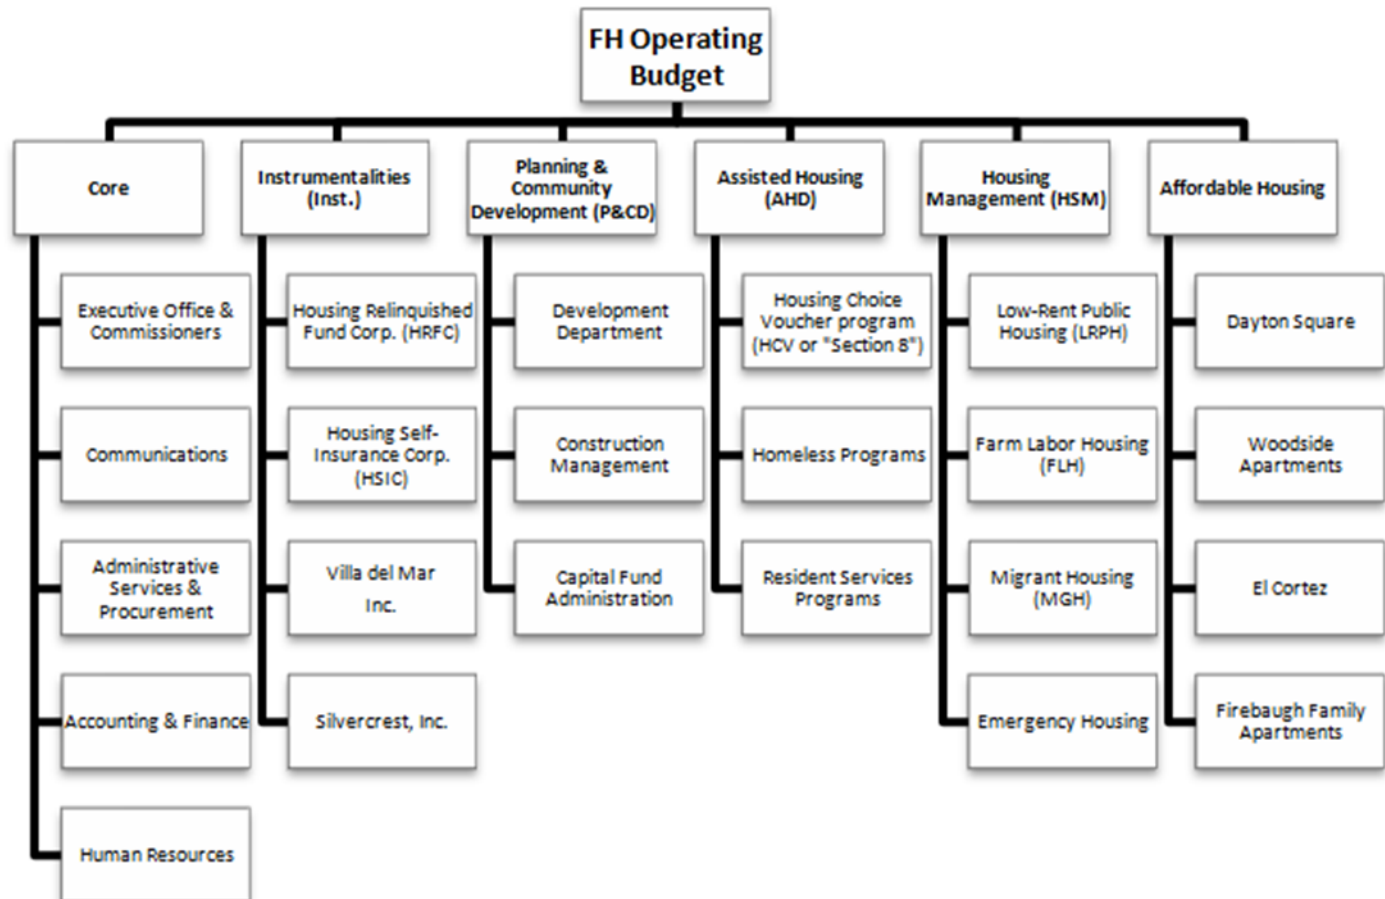 FH Operating
Budget
Core
Instrumentalities
(Inst.)
Planning &
Community
Development (P&CD)
Assisted Housing
(AHD)
Housing
Management (HSM)
Affordable Housing
Executive Office &
Commissioners
Housing Relinquished
Fund Corp. (HRFC)
Development
Department
Housing Choice
Voucher program
(HCV or "Section 8")
Low-Rent Public
Housing (LRPH)
Dayton Square
Communications
Housing Self-
Insurance Corp.
(HSIC)
Construction
Management
Homeless Programs
Farm Labor Housing
(FLH)
Woodside
Apartments
Administrative
Services &
Procurement
Villa del Mar
Inc.
Capital Fund
Administration
Resident Services
Programs
Migrant Housing
(MGH)
El Cortez
Accounting & Finance
Silvercrest, Inc.
Emergency Housing
Firebaugh Family
Apartments
Human Resources